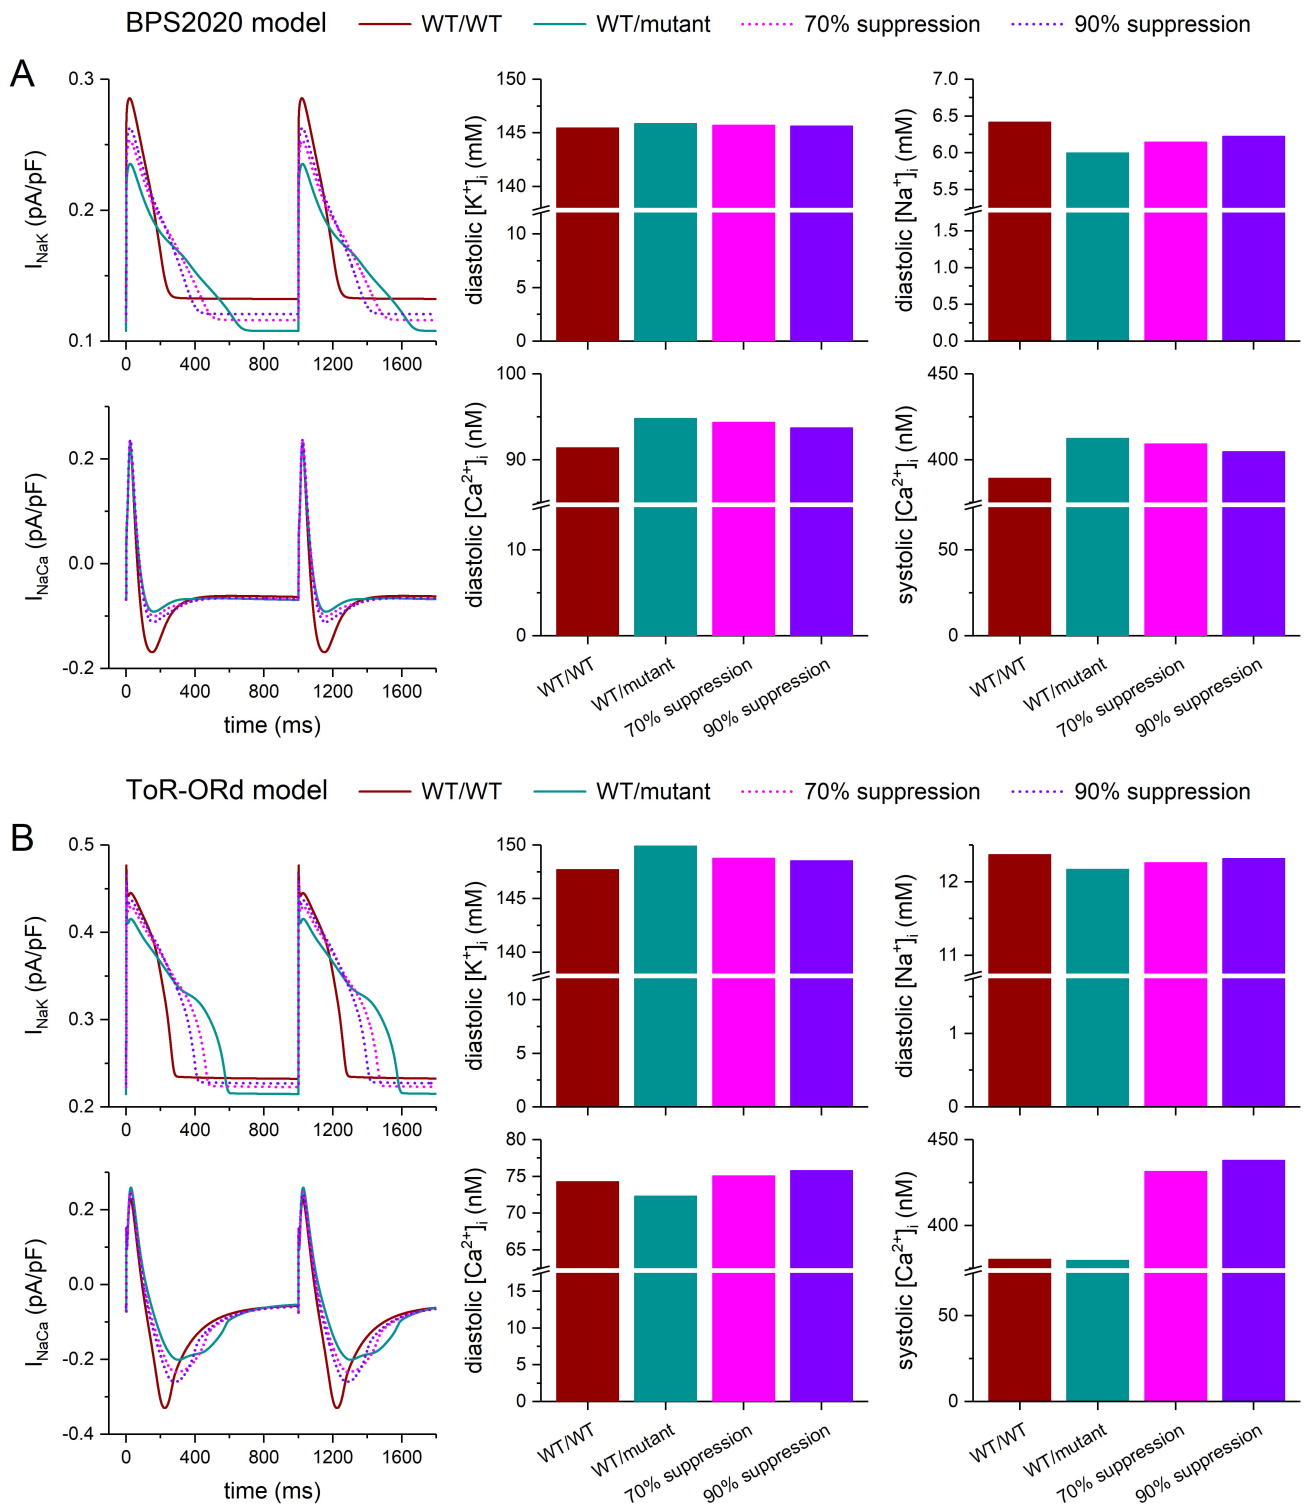 BPS2020 model WT/WT WT/mutant 70% suppression 90% suppression
A
I_NaK (pA/pF)
0.3
0.2
0.1
0 400 800 1200 1600
diastolic [K⁺]ᵢ (mM)
150
145
140
10
5
0
diastolic [Na⁺]ᵢ (mM)
7.0
6.5
6.0
5.5
1.5
1.0
0.5
0.0
I_NaCa (pA/pF)
0.2
0.0
-0.2
0 400 800 1200 1600
time (ms)
diastolic [Ca²⁺]ᵢ (nM)
100
90
10
0
WT/WT WT/mutant 70% suppression 90% suppression
systolic [Ca²⁺]ᵢ (nM)
450
400
50
0
WT/WT WT/mutant 70% suppression 90% suppression
ToR-ORd model WT/WT WT/mutant 70% suppression 90% suppression
B
I_NaK (pA/pF)
0.5
0.4
0.3
0.2
0 400 800 1200 1600
diastolic [K⁺]ᵢ (mM)
150
145
140
10
5
0
diastolic [Na⁺]ᵢ (mM)
12
11
1
0
I_NaCa (pA/pF)
0.2
0.0
-0.2
-0.4
0 400 800 1200 1600
time (ms)
diastolic [Ca²⁺]ᵢ (nM)
80
75
70
65
15
10
5
0
WT/WT WT/mutant 70% suppression 90% suppression
systolic [Ca²⁺]ᵢ (nM)
450
400
50
0
WT/WT WT/mutant 70% suppression 90% suppression